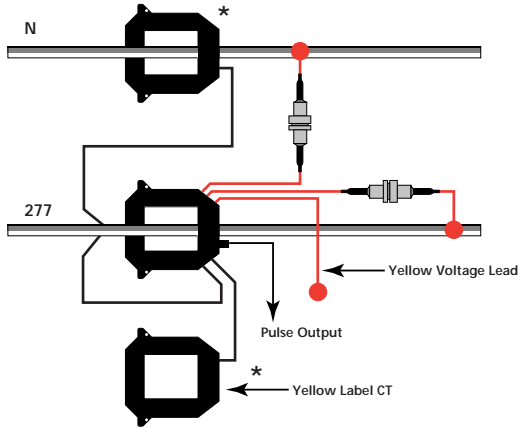 *
N
277
Yellow Voltage Lead
Pulse Output
*
Yellow Label CT